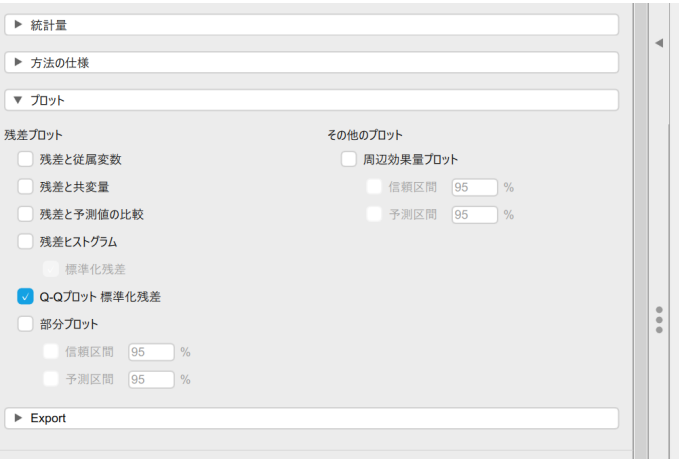 統計量
方法の仕様
プロット
残差プロット
残差と従属変数
残差と共変量
残差と予測値の比較
残差ヒストグラム
標準化残差
Q-Qプロット 標準化残差
部分プロット
信頼区間 95 %
予測区間 95 %
その他のプロット
周辺効果量プロット
信頼区間 95 %
予測区間 95 %
Export